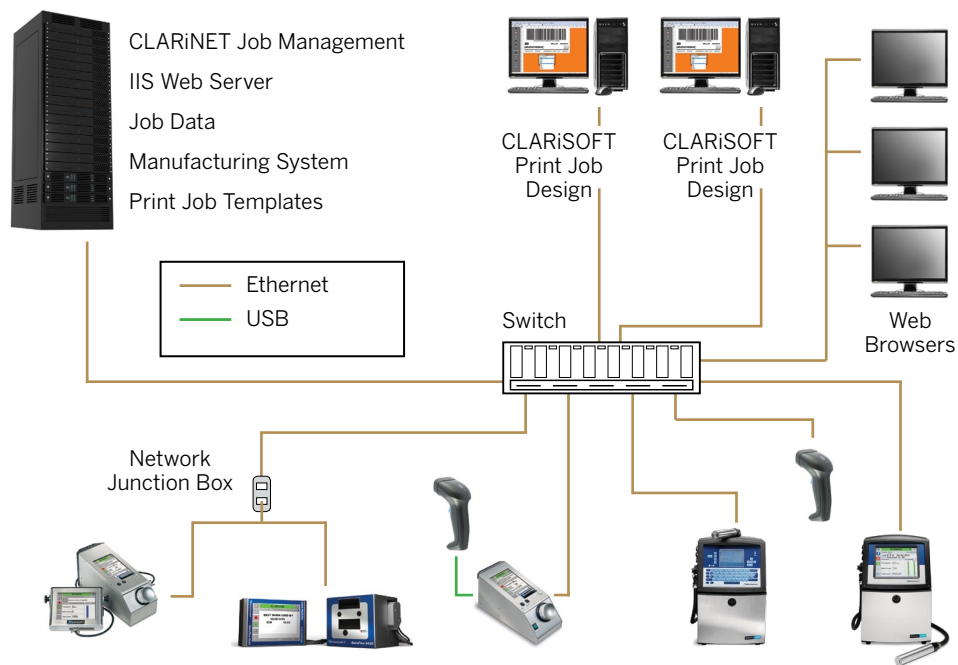 CLARiNET Job Management
IIS Web Server
Job Data
Manufacturing System
Print Job Templates
CLARiSOFT
Print Job
Design
CLARiSOFT
Print Job
Design
Web
Browsers
Ethernet
USB
Switch
Network
Junction Box